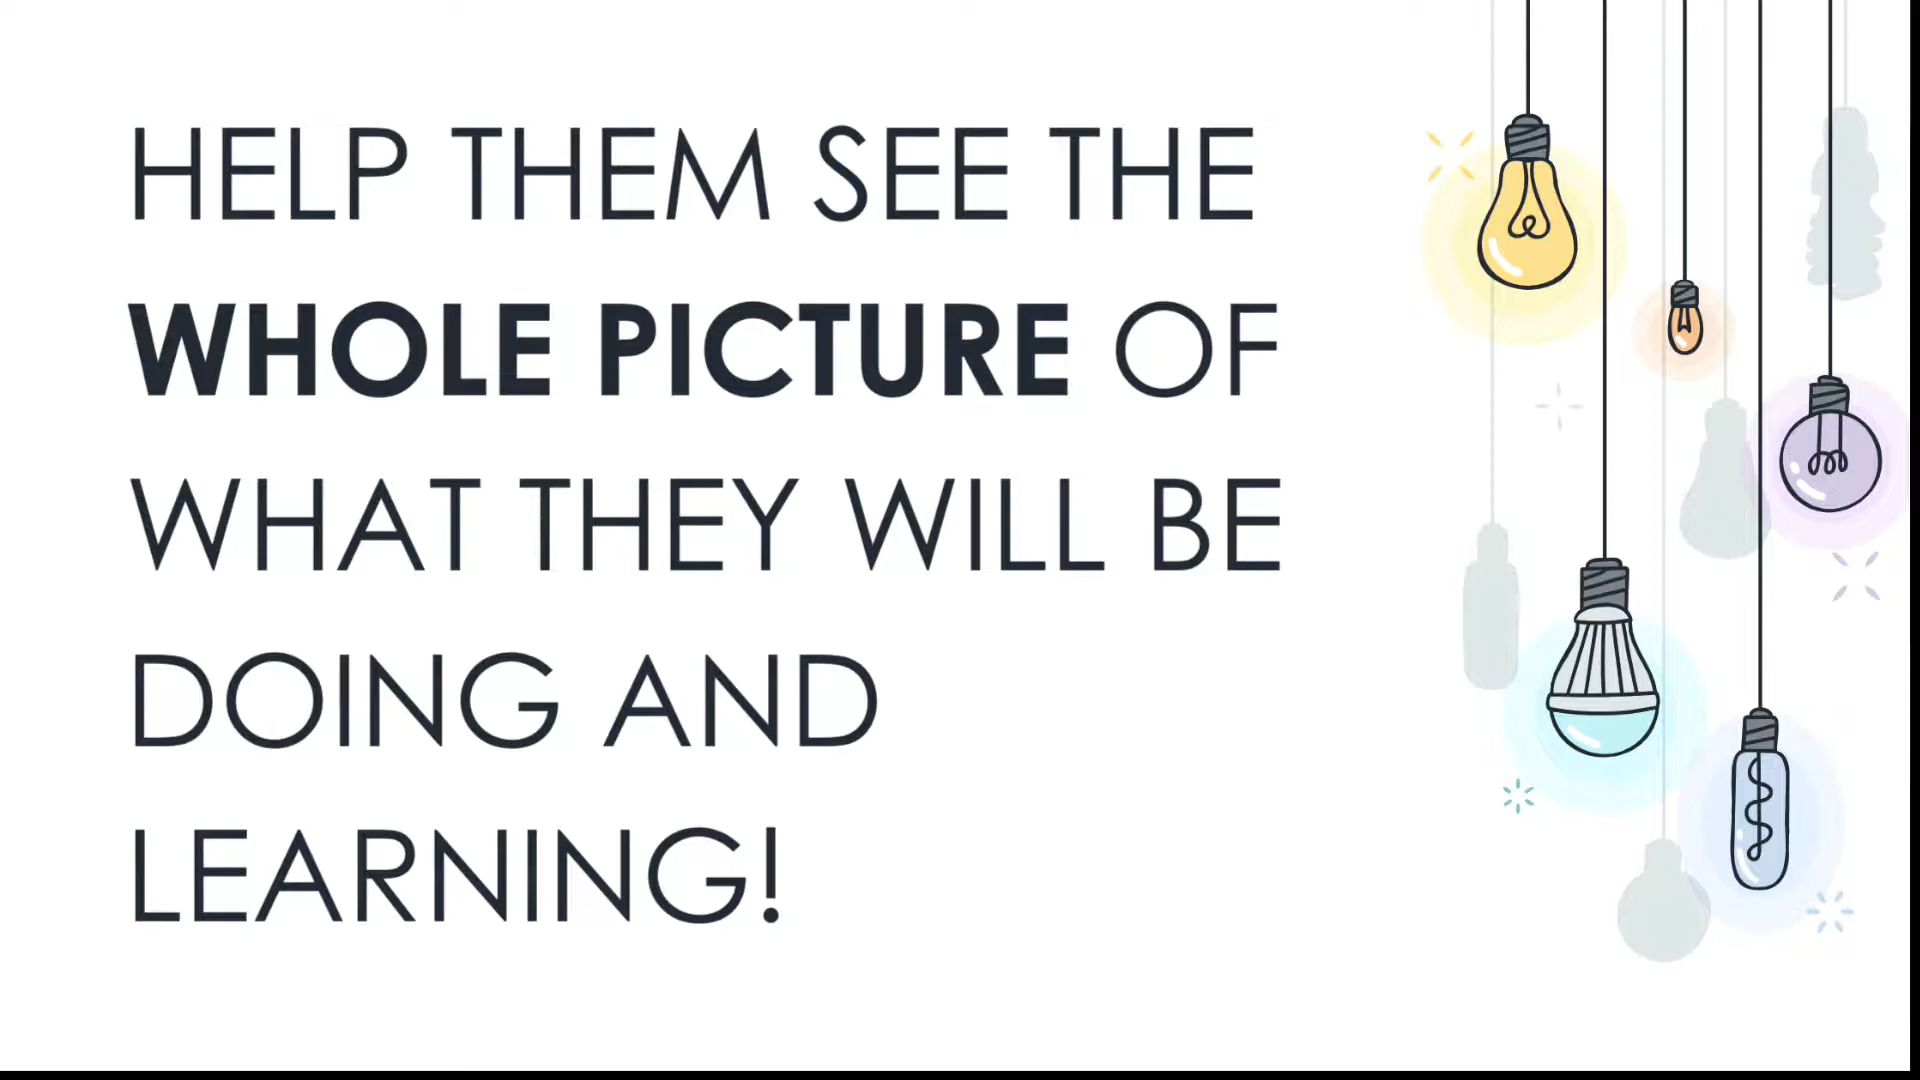 HELP THEM SEE THE
WHOLE PICTURE OF
WHAT THEY WILL BE
DOING AND
LEARNING!